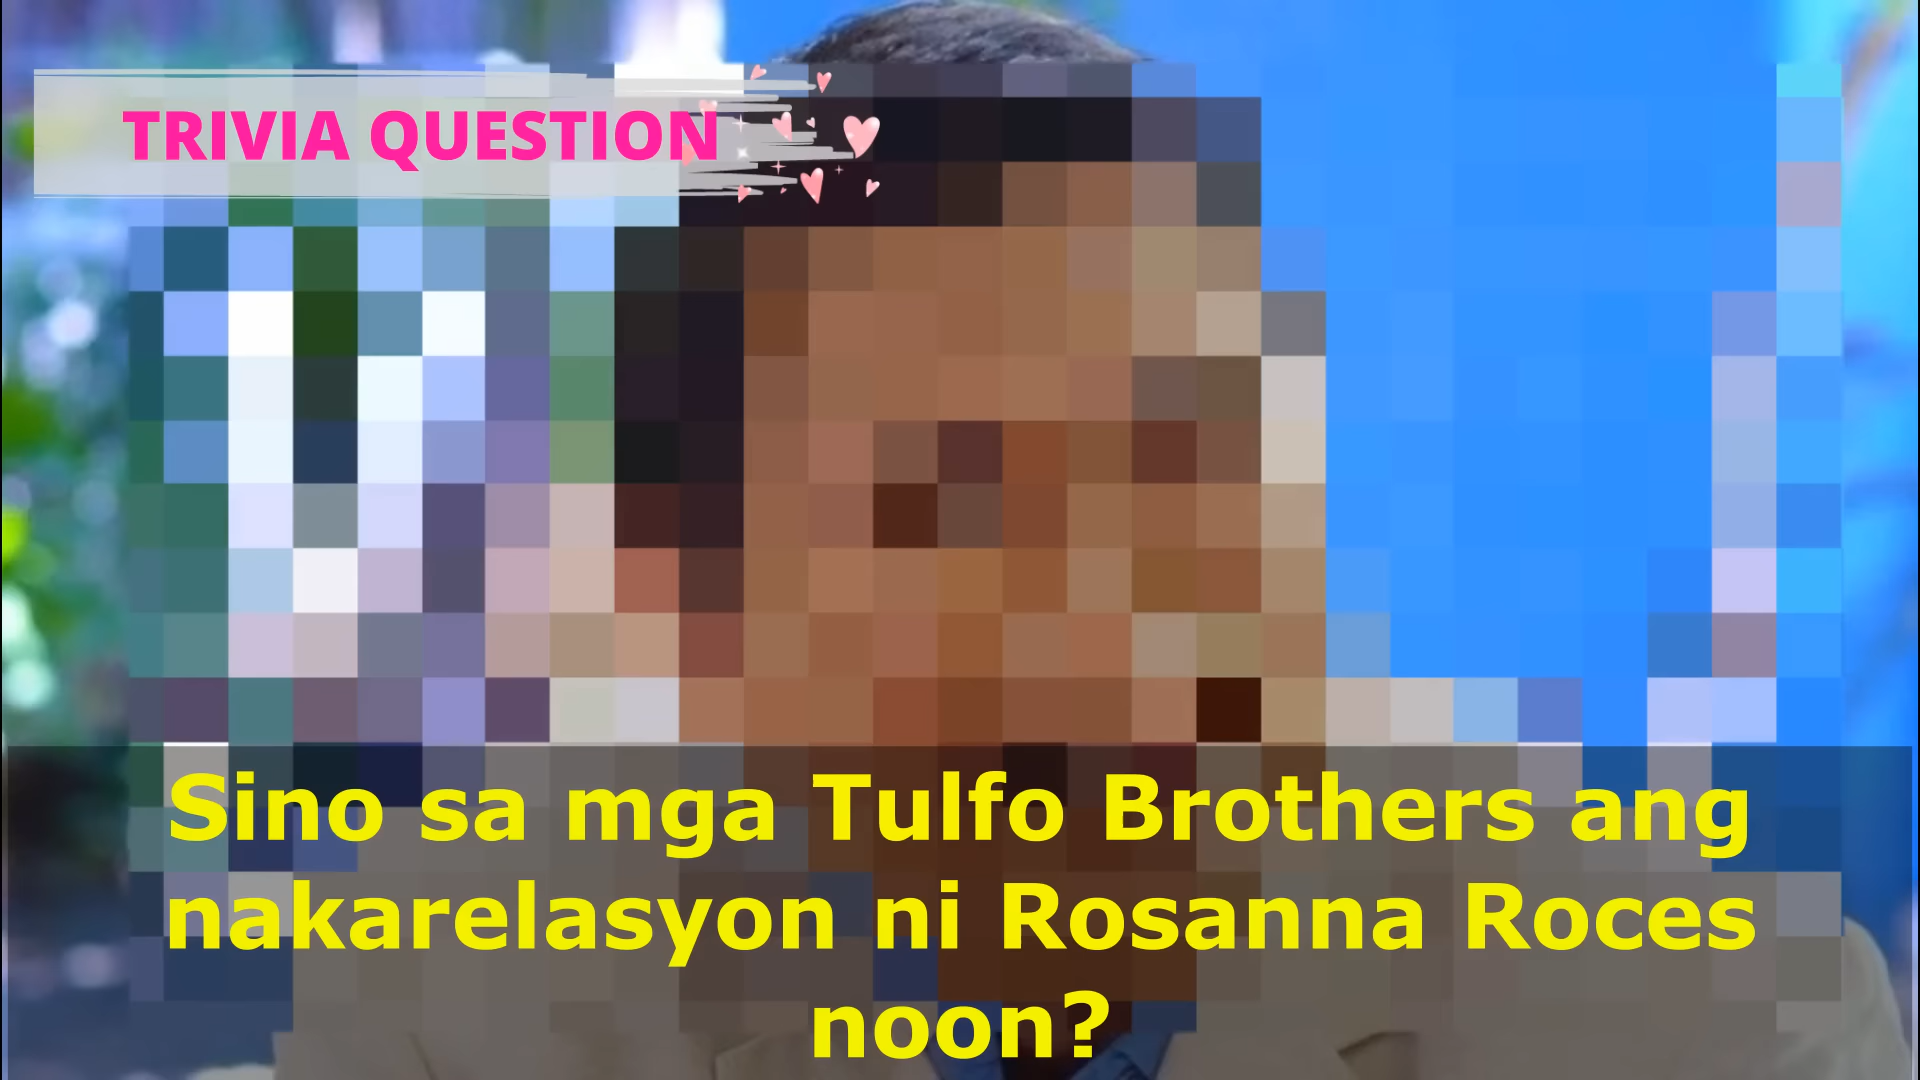 TRIVIA QUESTION
Sino sa mga Tulfo Brothers ang
nakarelasyon ni Rosanna Roces
noon?